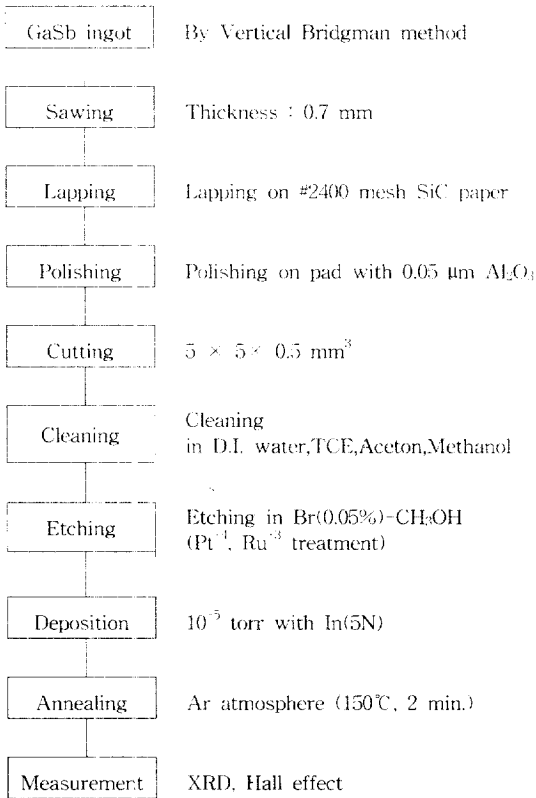 GaSb ingot By Vertical Bridgman method
Sawing Thickness : 0.7 mm
Lapping Lapping on #2400 mesh SiC paper
Polishing Polishing on pad with 0.05 μm Al₂O₃
Cutting 5 × 5 × 0.5 mm³
Cleaning
Cleaning in D.I. water,TCE,Aceton,Methanol
Etching in Br(0.05%)-CH₃OH
Etching (Pt⁺⁴, Ru⁺³ treatment)
Deposition 10⁻⁵ torr with In(5N)
Annealing Ar atmosphere (150℃, 2 min.)
Measurement XRD, Hall effect